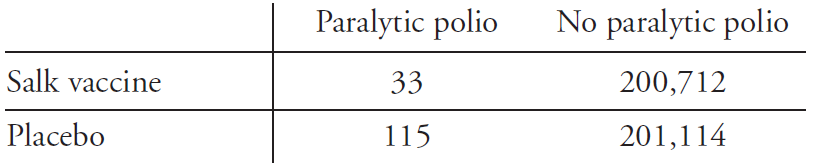 Paralytic polio No paralytic polio
Salk vaccine 33 200,712
Placebo 115 201,114